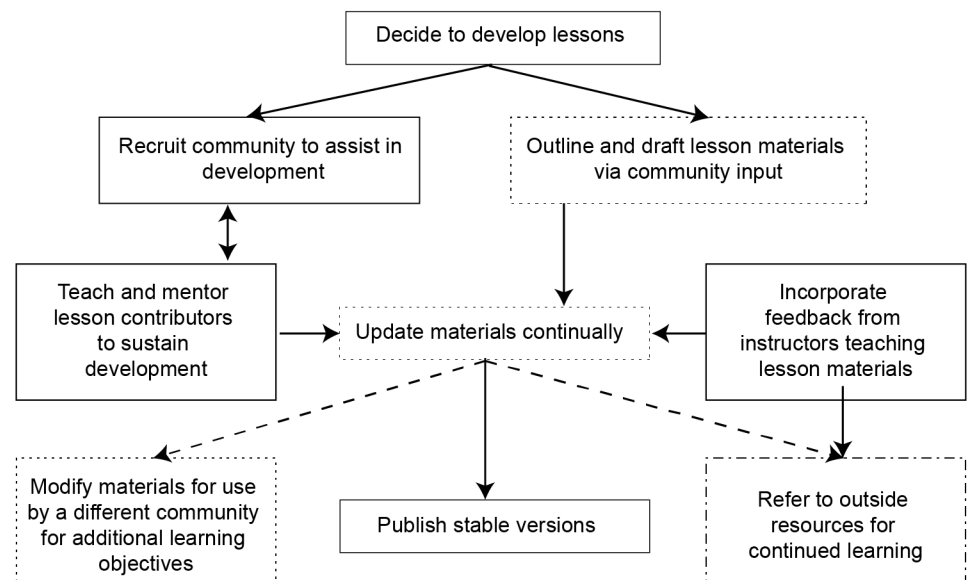 Decide to develop lessons
Recruit community to assist in
development
Outline and draft lesson materials
via community input
Teach and mentor
lesson contributors
to sustain
development
Update materials continually
Incorporate
feedback from
instructors teaching
lesson materials
Modify materials for use
by a different community
for additional learning
objectives
Publish stable versions
Refer to outside
resources for
continued learning